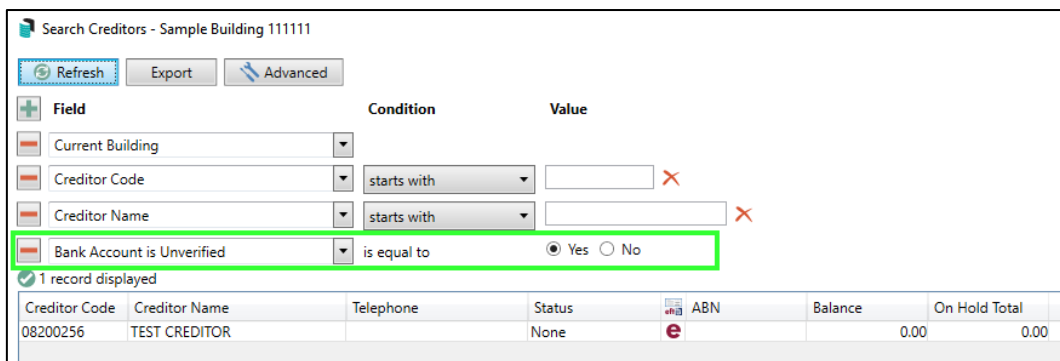 Search Creditors - Sample Building 111111
Refresh Export Advanced
Field Condition Value
Current Building
Creditor Code starts with
Creditor Name starts with
Bank Account is Unverified is equal to Yes No
1 record displayed
Creditor Code Creditor Name Telephone Status ABN Balance On Hold Total
08200256 TEST CREDITOR None e 0.00 0.00